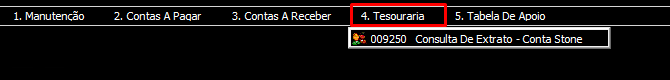 1. Manutenção 2. Contas A Pagar 3. Contas A Receber 4. Tesouraria 5. Tabela De Apoio
009250 Consulta De Extrato - Conta Stone